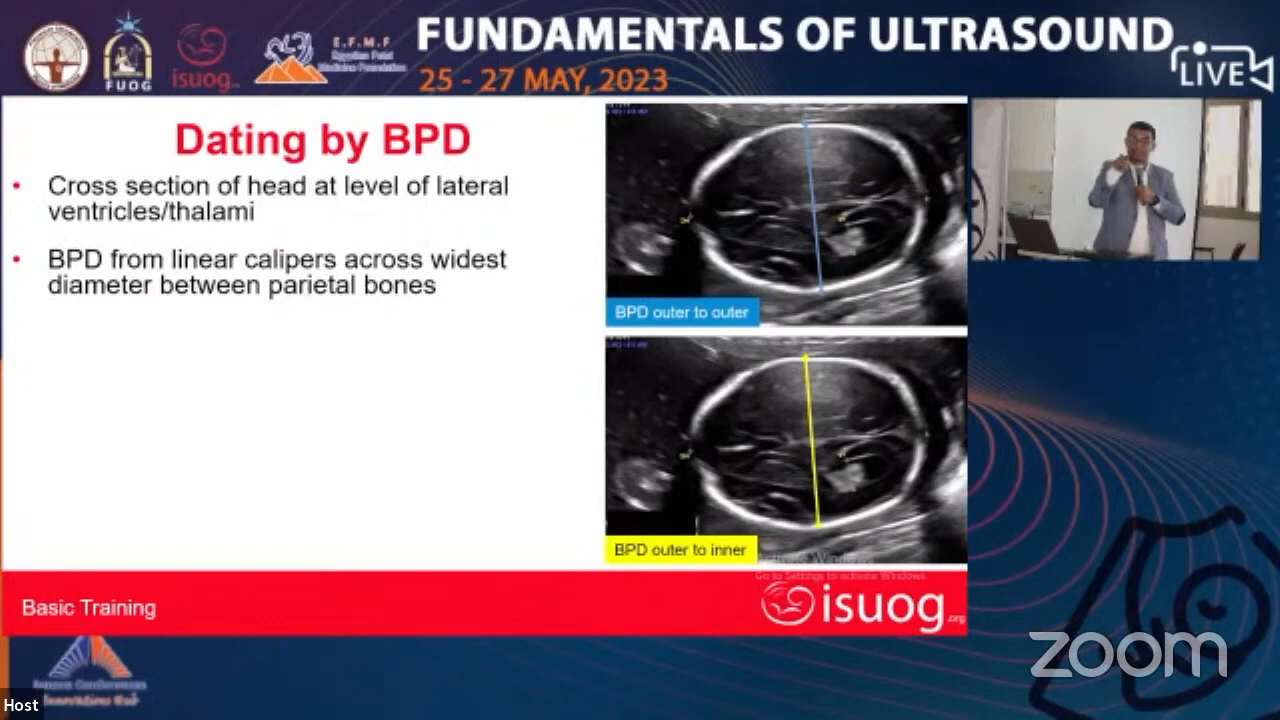 FUNDAMENTALS OF ULTRASOUND
25 - 27 MAY, 2023
LIVE
FUOG
isuog
E.F.M.F
Egyptian Fetal
Medicine Foundation
Dating by BPD
• Cross section of head at level of lateral
ventricles/thalami
• BPD from linear calipers across widest
diameter between parietal bones
BPD outer to outer
BPD outer to inner
Activate Windows
Go to Settings to activate Windows.
Basic Training
isuog.org
zoom
Host